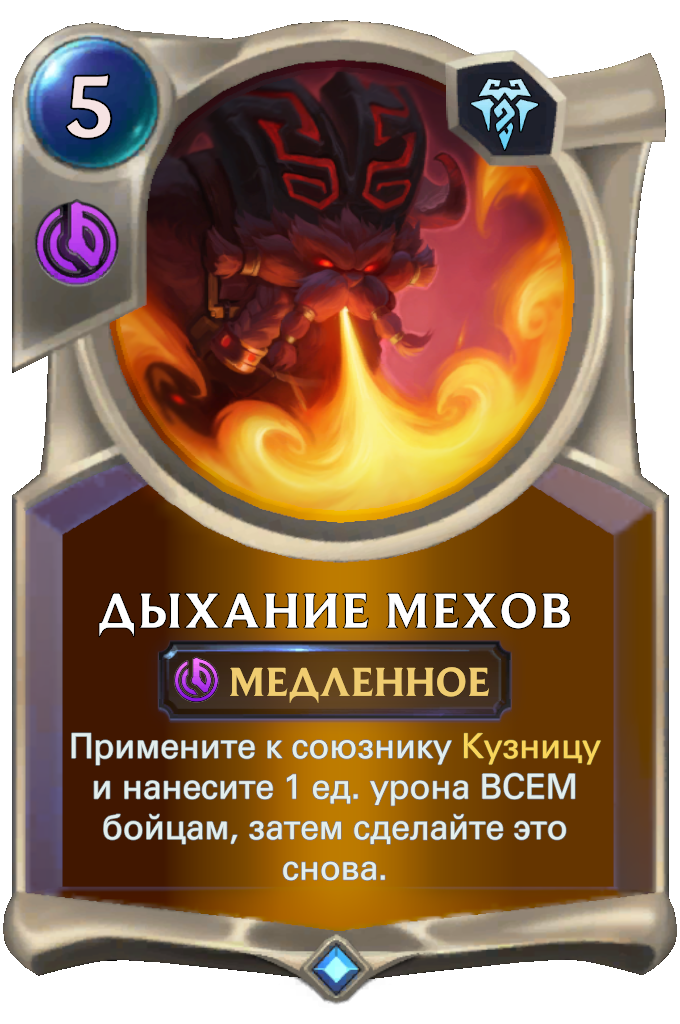 5
ДЫХАНИЕ МЕХОВ
МЕДЛЕННОЕ
Примените к союзнику Кузницу
и нанесите 1 ед. урона ВСЕМ
бойцам, затем сделайте это
снова.